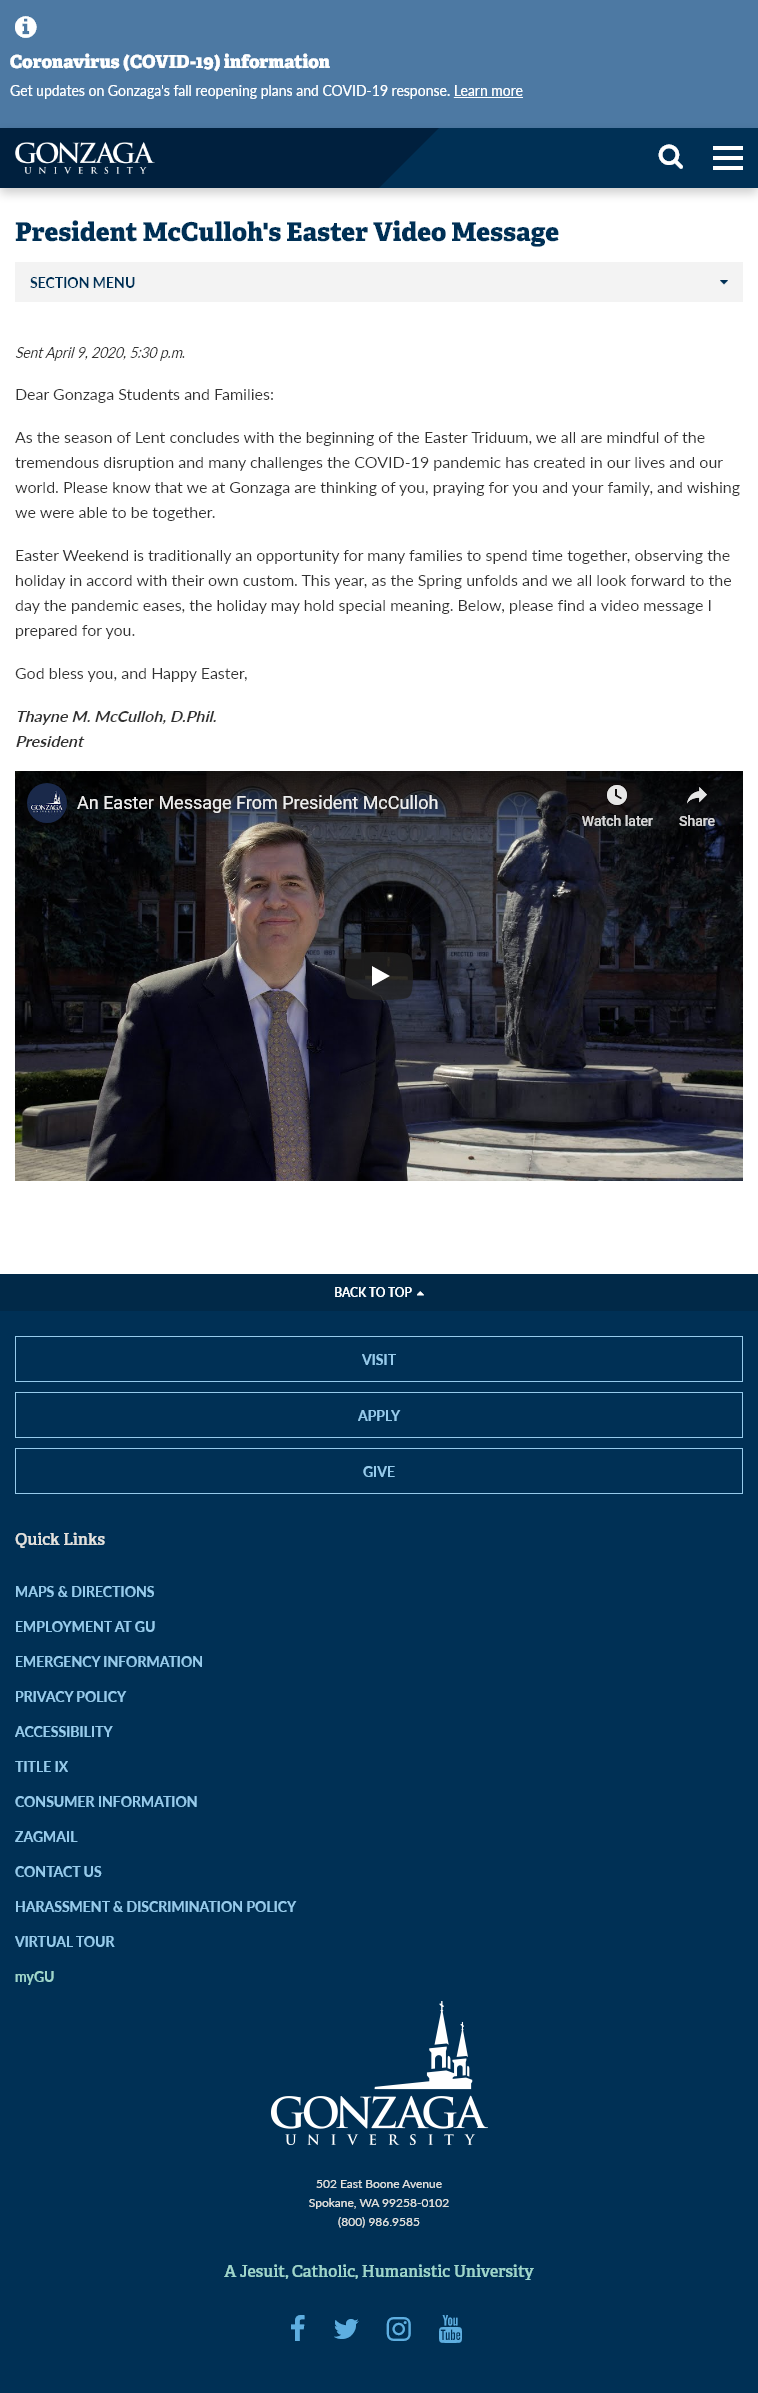 Coronavirus (COVID-19) information
Get updates on Gonzaga's fall reopening plans and COVID-19 response. Learn more
GONZAGA
UNIVERSITY
President McCulloh's Easter Video Message
SECTION MENU
Sent April 9, 2020, 5:30 p.m.
Dear Gonzaga Students and Families:
As the season of Lent concludes with the beginning of the Easter Triduum, we all are mindful of the
tremendous disruption and many challenges the COVID-19 pandemic has created in our lives and our
world. Please know that we at Gonzaga are thinking of you, praying for you and your family, and wishing
we were able to be together.
Easter Weekend is traditionally an opportunity for many families to spend time together, observing the
holiday in accord with their own custom. This year, as the Spring unfolds and we all look forward to the
day the pandemic eases, the holiday may hold special meaning. Below, please find a video message I
prepared for you.
God bless you, and Happy Easter,
Thayne M. McCulloh, D.Phil.
President
GONZAGA
An Easter Message From President McCulloh
Watch later
Share
BACK TO TOP
VISIT
APPLY
GIVE
Quick Links
MAPS & DIRECTIONS
EMPLOYMENT AT GU
EMERGENCY INFORMATION
PRIVACY POLICY
ACCESSIBILITY
TITLE IX
CONSUMER INFORMATION
ZAGMAIL
CONTACT US
HARASSMENT & DISCRIMINATION POLICY
VIRTUAL TOUR
myGU
GONZAGA
UNIVERSITY
502 East Boone Avenue
Spokane, WA 99258-0102
(800) 986.9585
A Jesuit, Catholic, Humanistic University
You
Tube